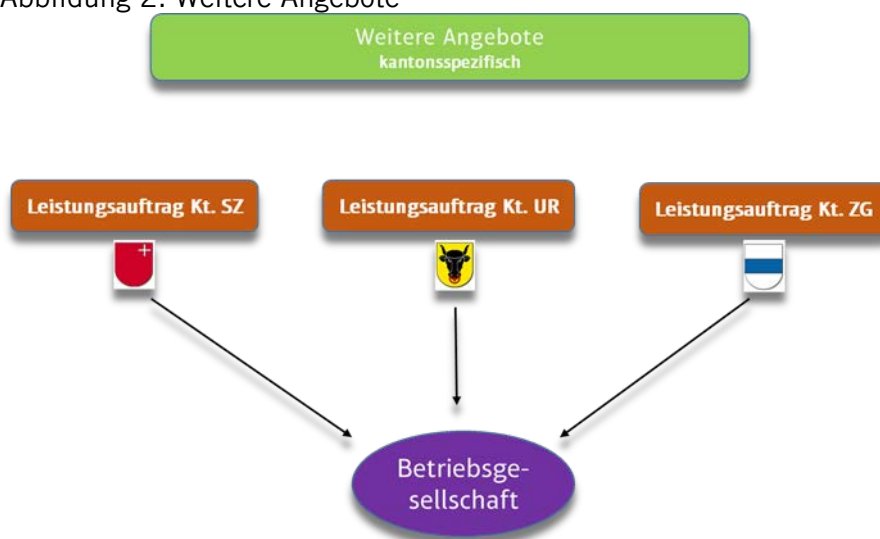 Abbildung 2: Weitere Angebote
Weitere Angebote
kantonsspezifisch
Leistungsauftrag Kt. SZ
Leistungsauftrag Kt. UR
Leistungsauftrag Kt. ZG
Betriebsge-
sellschaft